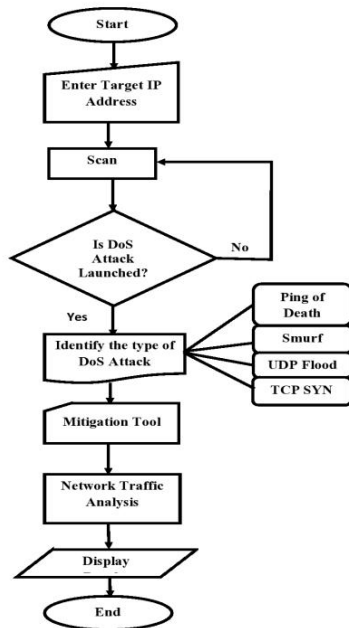 Start
Enter Target IP
Address
Scan
Is DoS
Attack
Launched?
No
Yes
Identify the type of
DoS Attack
Ping of
Death
Smurf
UDP Flood
TCP SYN
Mitigation Tool
Network Traffic
Analysis
Display
End